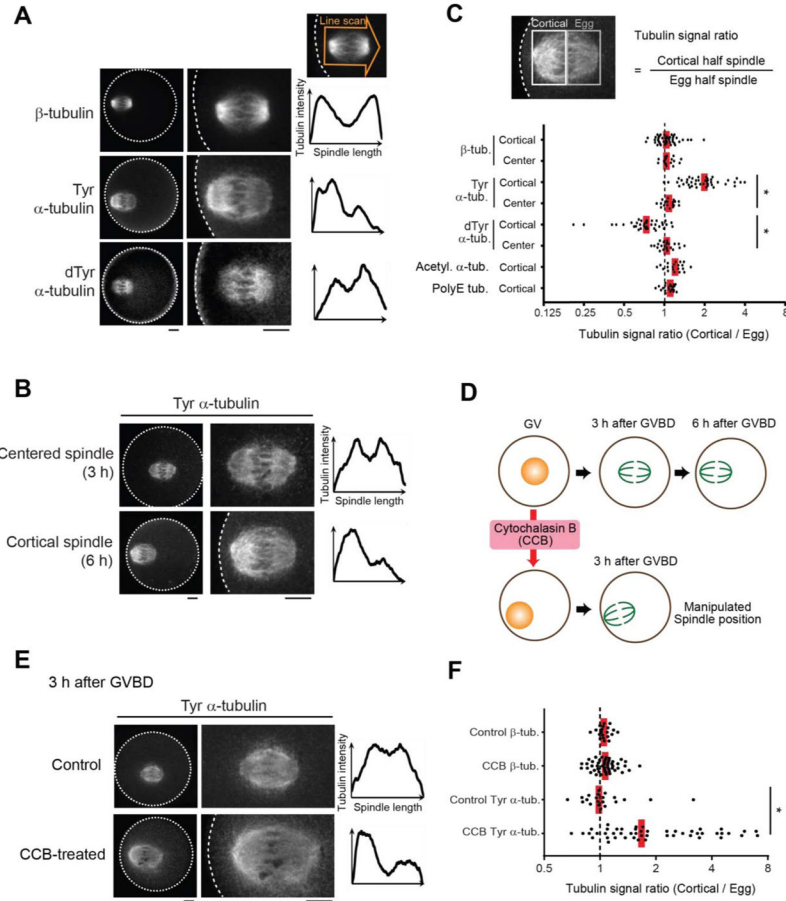 A
Line scan
β-tubulin
Tubulin intensity
Spindle length
Tyr
α-tubulin
dTyr
α-tubulin
C
Cortical Egg
Tubulin signal ratio
= Cortical half spindle
Egg half spindle
β-tub.
Cortical
Center
Tyr
α-tub.
Cortical
Center
*
dTyr
α-tub.
Cortical
Center
*
Acetyl. α-tub. Cortical
PolyE tub. Cortical
0.125 0.25 0.5 1 2 4 8
Tubulin signal ratio (Cortical / Egg)
B
Tyr α-tubulin
Centered spindle
(3 h)
Tubulin intensity
Spindle length
Cortical spindle
(6 h)
D
GV
3 h after GVBD
6 h after GVBD
Cytochalasin B
(CCB)
3 h after GVBD
Manipulated
Spindle position
E
3 h after GVBD
Tyr α-tubulin
Control
Tubulin intensity
Spindle length
CCB-treated
F
Control β-tub.
CCB β-tub.
Control Tyr α-tub.
CCB Tyr α-tub.
*
0.5 1 2 4 8
Tubulin signal ratio (Cortical / Egg)